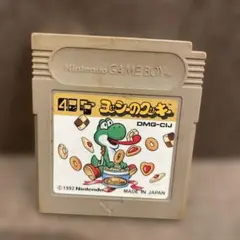 Nintendo GAME BOY
ヨッシーのクッキー
DMG-CIJ
© 1992 Nintendo
MADE IN JAPAN